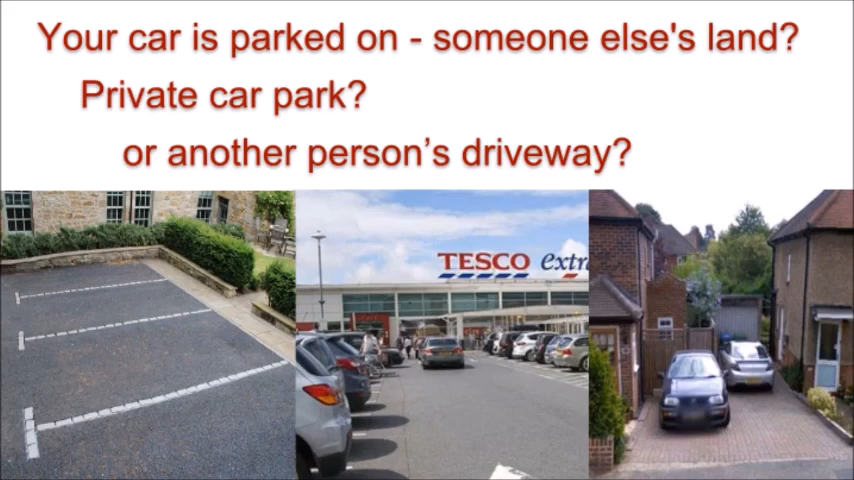 Your car is parked on - someone else's land?
Private car park?
or another person’s driveway?
TESCO extra